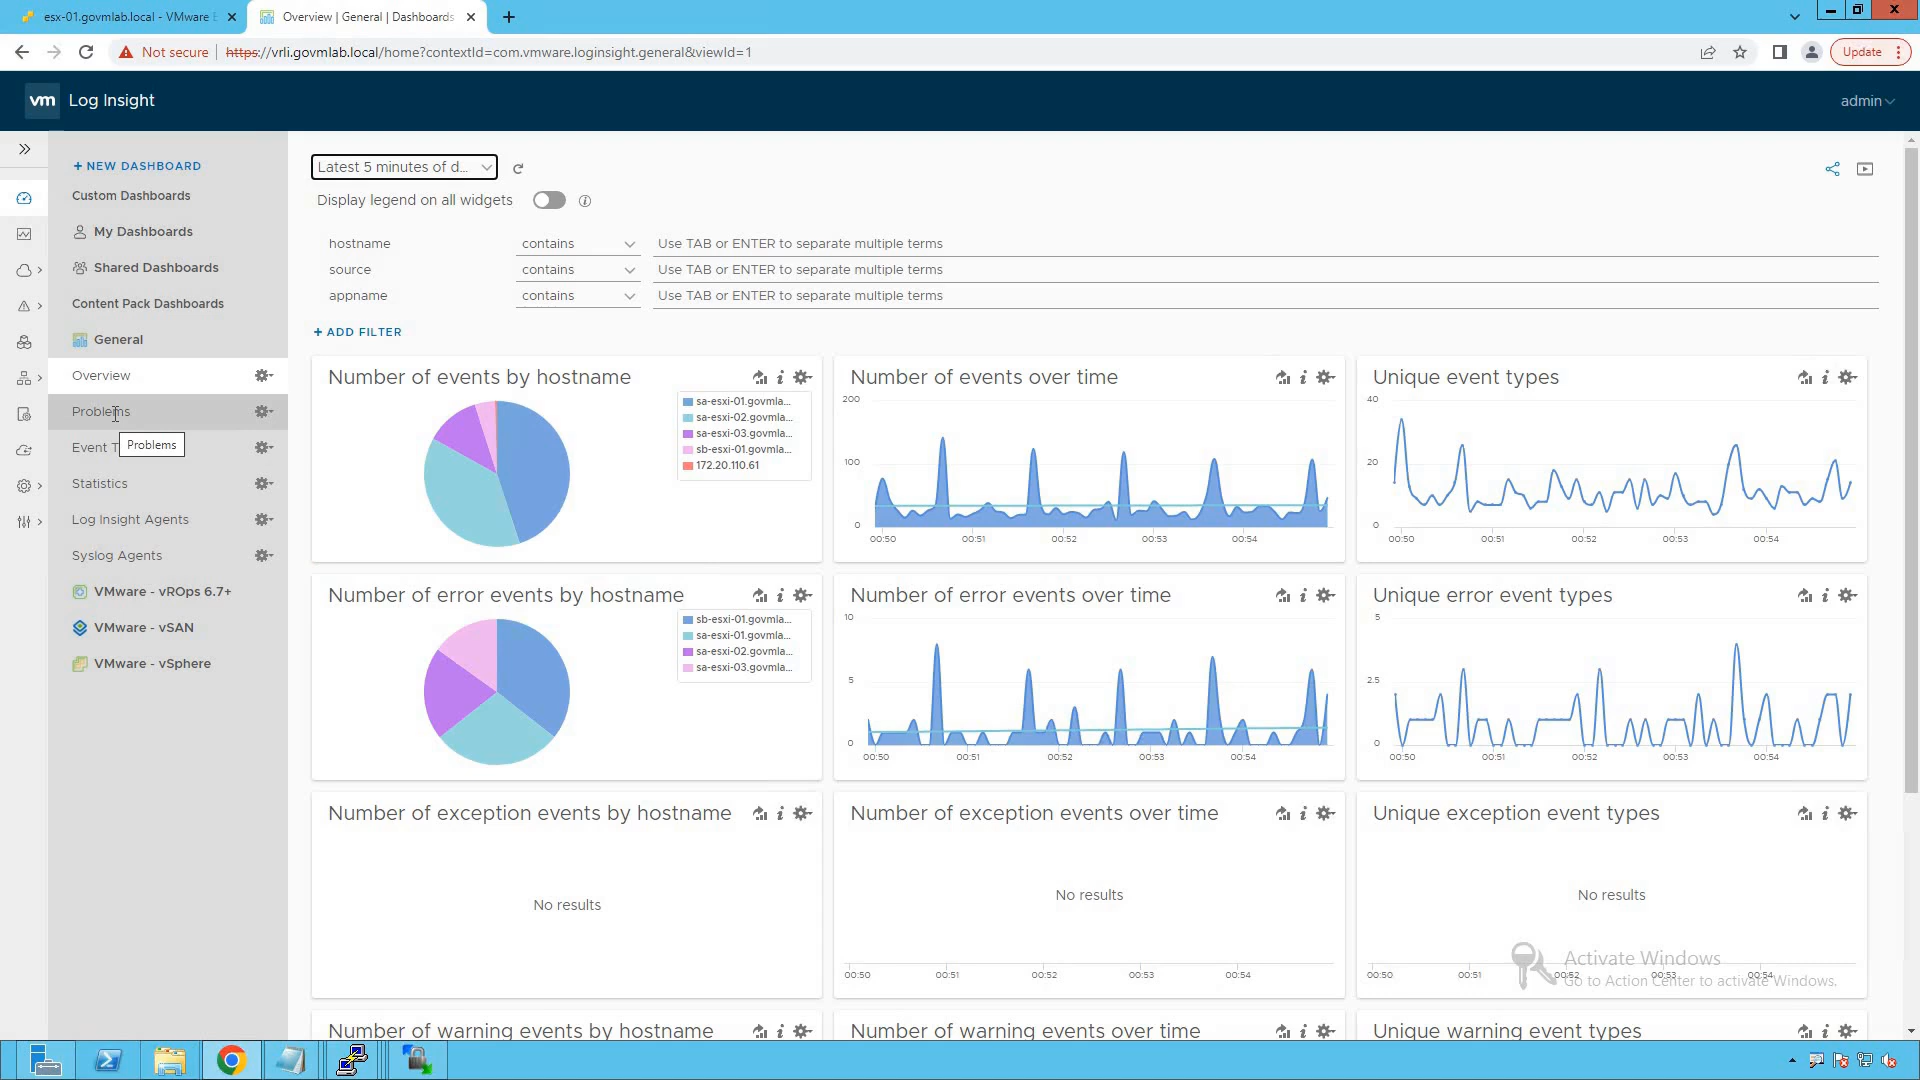 esx-01.govmlab.local - VMware E
Overview | General | Dashboards
Not secure
https://vrli.govmlab.local/home?contextId=com.vmware.loginsight.general&viewId=1
Update
vm Log Insight
admin
+ NEW DASHBOARD
Custom Dashboards
My Dashboards
Shared Dashboards
Content Pack Dashboards
General
Overview
Problems
Problems
Event T
Statistics
Log Insight Agents
Syslog Agents
VMware - vROps 6.7+
VMware - vSAN
VMware - vSphere
Latest 5 minutes of d...
Display legend on all widgets
hostname contains Use TAB or ENTER to separate multiple terms
source contains Use TAB or ENTER to separate multiple terms
appname contains Use TAB or ENTER to separate multiple terms
+ ADD FILTER
Number of events by hostname
sa-esxi-01.govmla...
sa-esxi-02.govmla...
sa-esxi-03.govmla...
sb-esxi-01.govmla...
172.20.110.61
Number of events over time
200
100
0
00:50 00:51 00:52 00:53 00:54
Unique event types
40
20
0
00:50 00:51 00:52 00:53 00:54
Number of error events by hostname
sb-esxi-01.govmla...
sa-esxi-01.govmla...
sa-esxi-02.govmla...
sa-esxi-03.govmla...
Number of error events over time
10
5
0
00:50 00:51 00:52 00:53 00:54
Unique error event types
5
2.5
0
00:50 00:51 00:52 00:53 00:54
Number of exception events by hostname
No results
Number of exception events over time
No results
00:50 00:51 00:52 00:53 00:54
Unique exception event types
No results
00:50 00:51 00:52 00:53 00:54
Activate Windows
Go to Action Center to activate Windows.
Number of warning events by hostname
Number of warning events over time
Unique warning event types